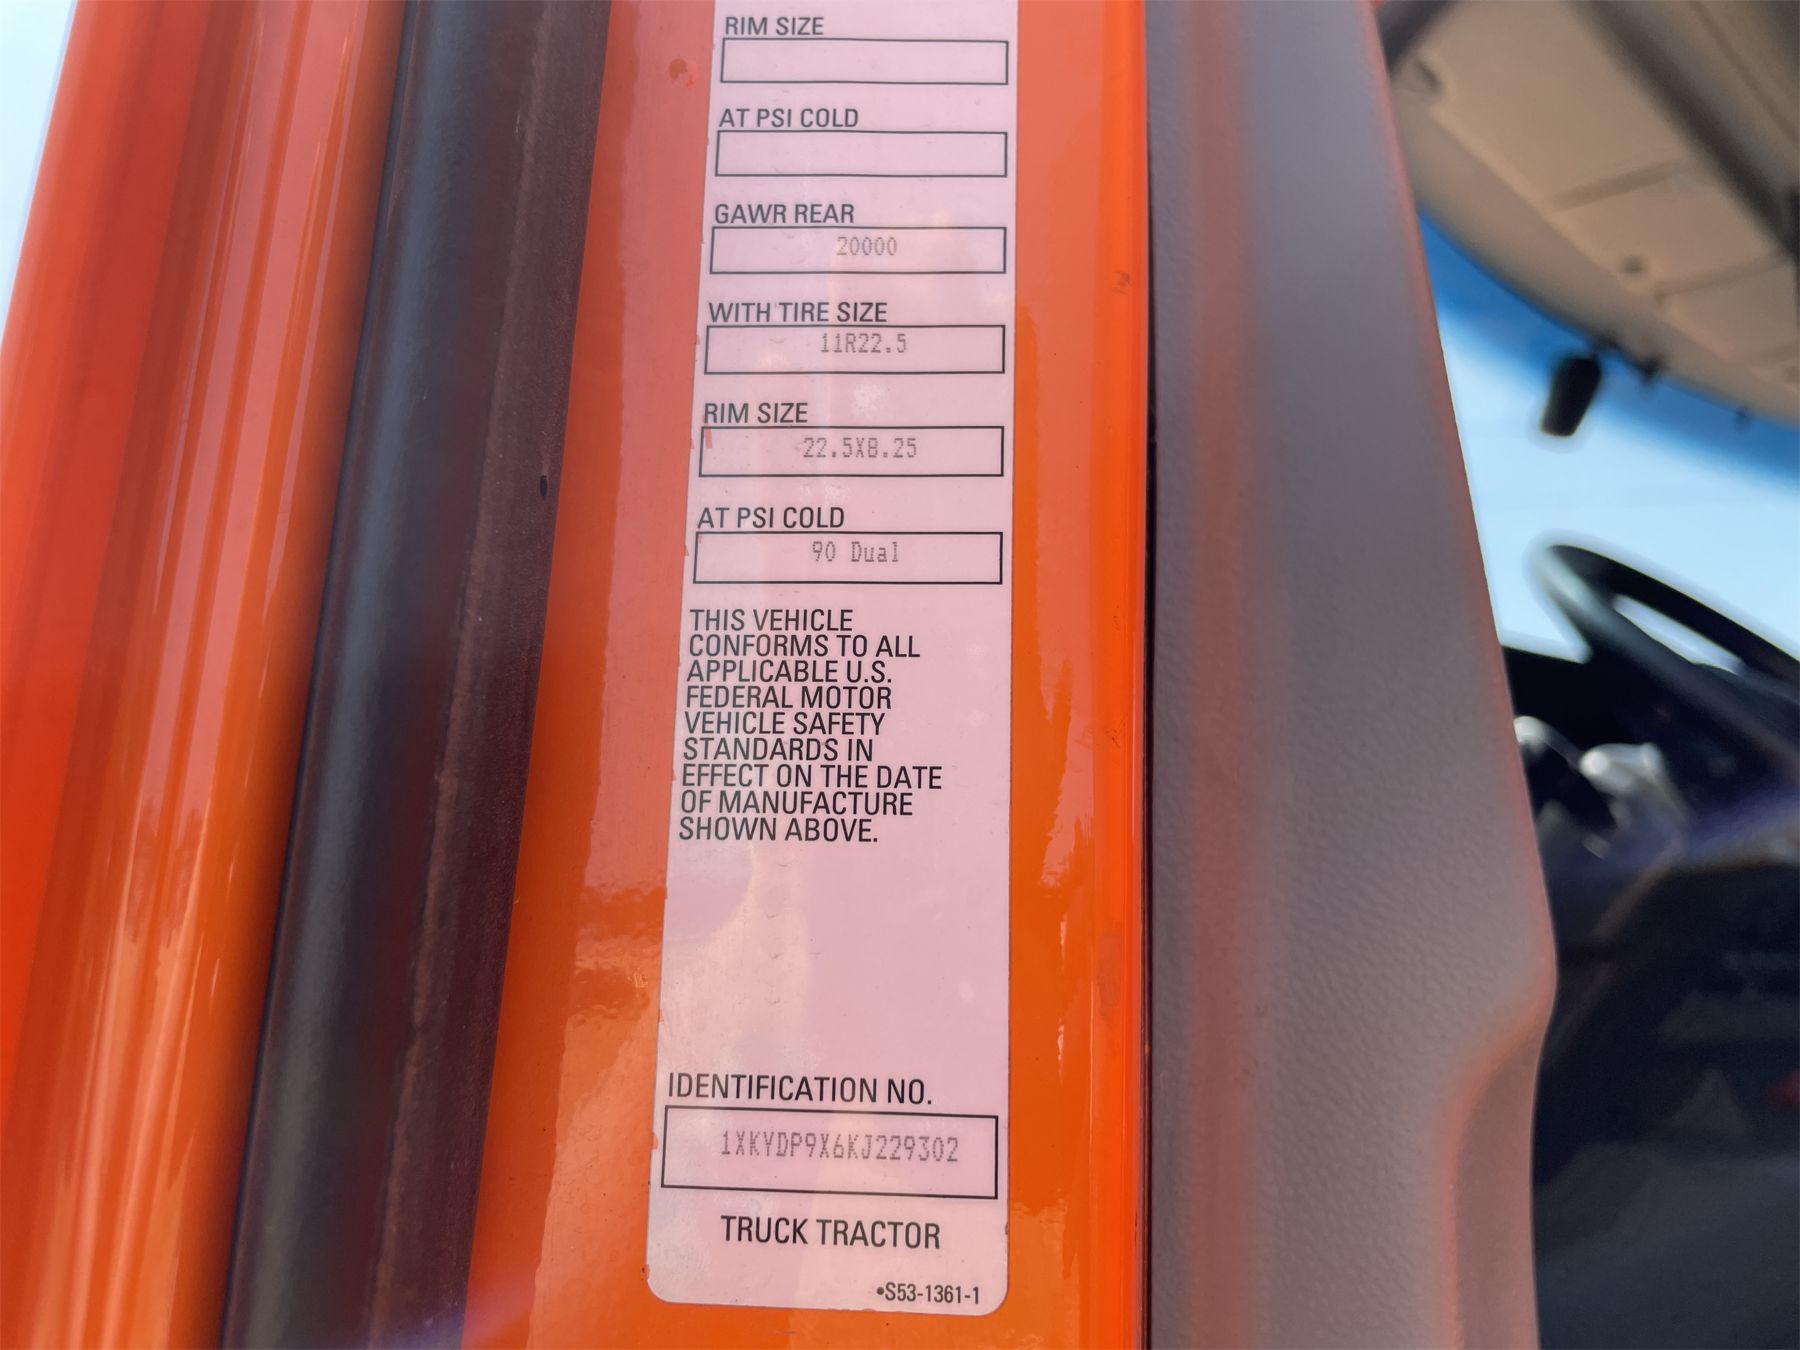 RIM SIZE
AT PSI COLD
GAWR REAR
20000
WITH TIRE SIZE
11R22.5
RIM SIZE
22.5X8.25
AT PSI COLD
90 Dual
THIS VEHICLE
CONFORMS TO ALL
APPLICABLE U.S.
FEDERAL MOTOR
VEHICLE SAFETY
STANDARDS IN
EFFECT ON THE DATE
OF MANUFACTURE
SHOWN ABOVE.
IDENTIFICATION NO.
1XKYDP9X6KJ229302
TRUCK TRACTOR
•S53-1361-1